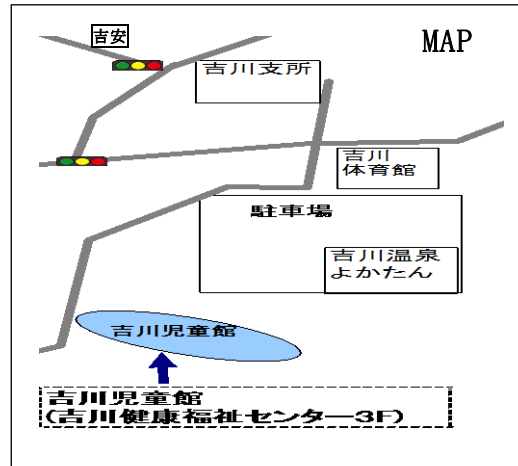 吉安
MAP
吉川支所
吉川
体育館
駐車場
吉川温泉
よかたん
吉川児童館
吉川児童館
(吉川健康福祉センター3F)